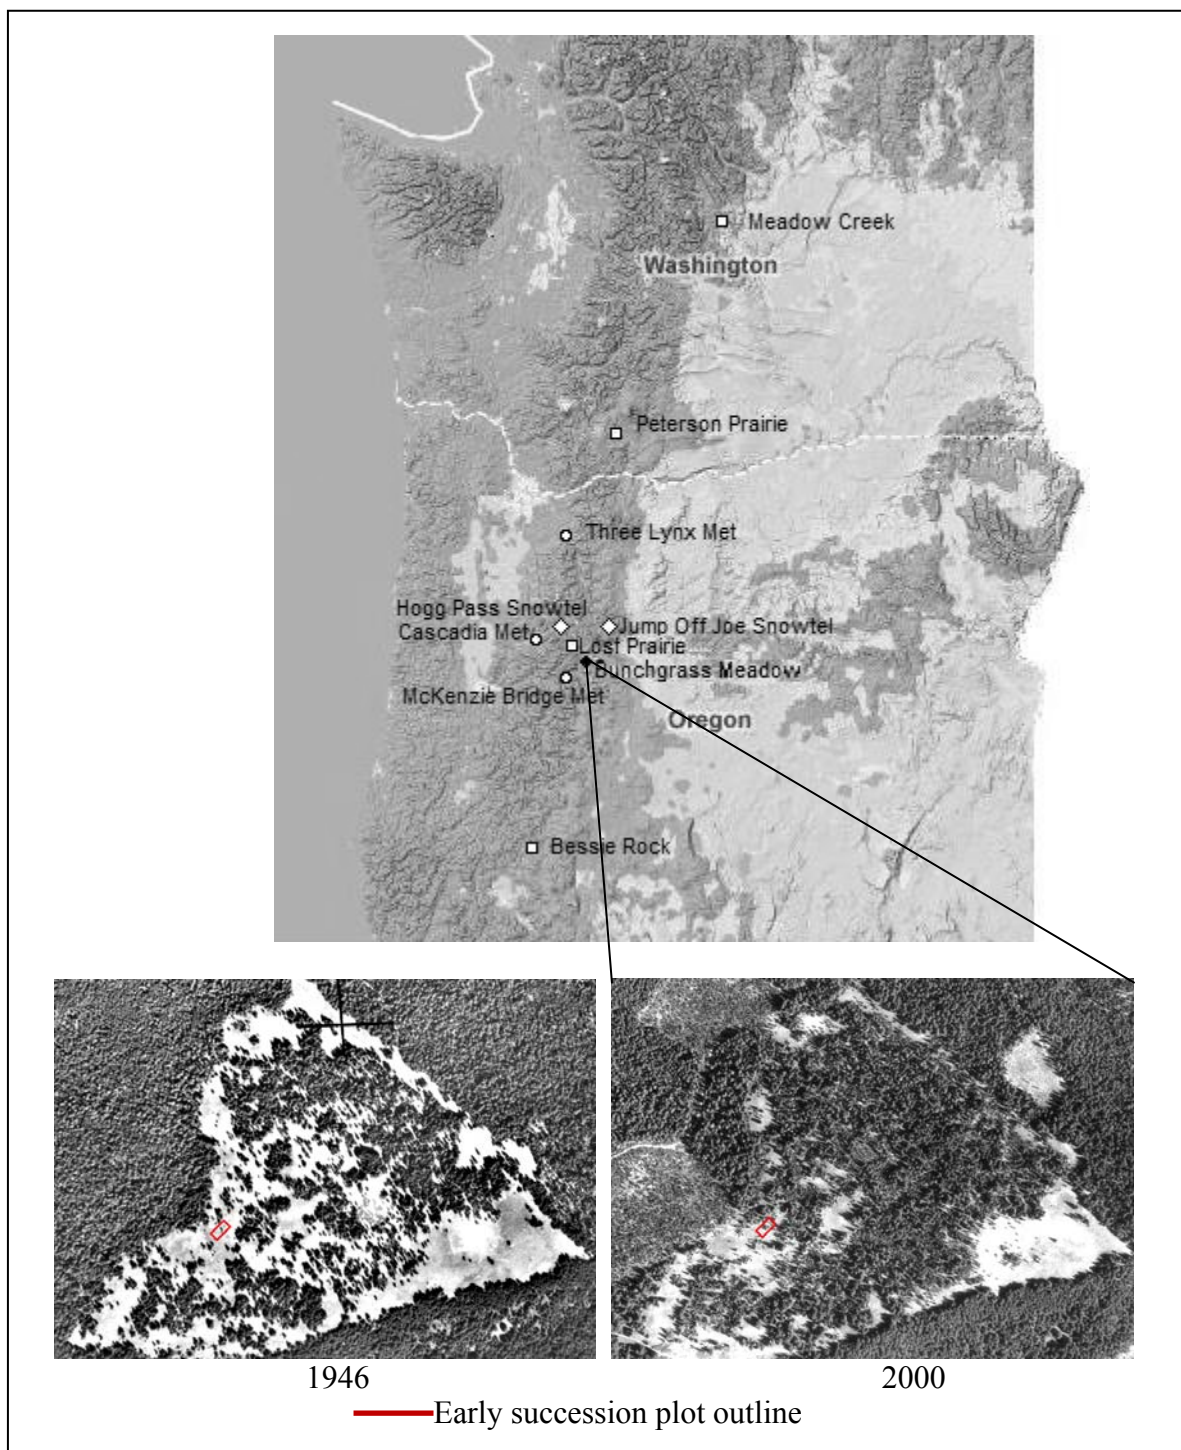 Meadow Creek
Washington
Peterson Prairie
Three Lynx Met
Hogg Pass Snowtel
Cascadia Met
Jump Off Joe Snowtel
Lost Prairie
Bunchgrass Meadow
McKenzie Bridge Met
Oregon
Bessie Rock
1946
2000
Early succession plot outline